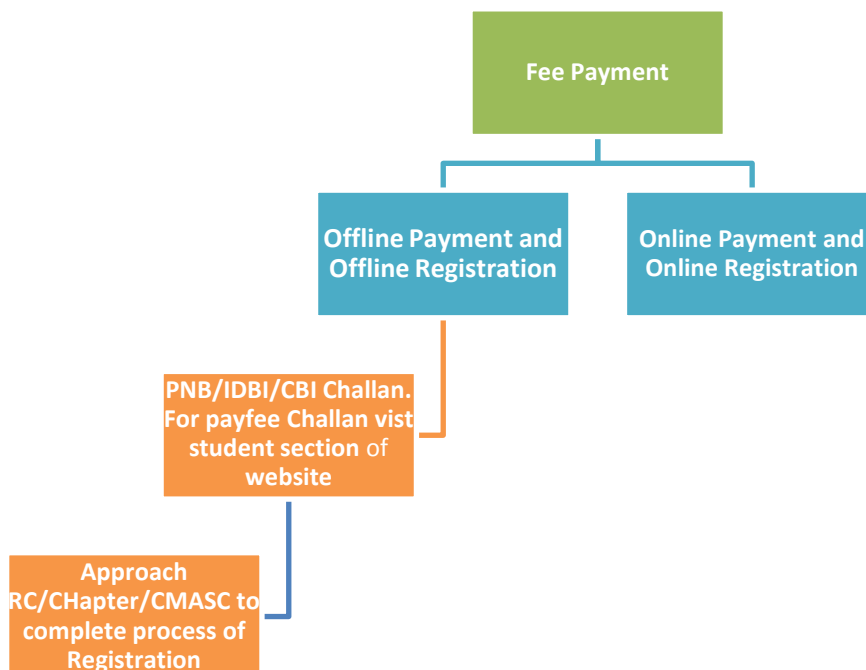 Fee Payment
Offline Payment and
Offline Registration
Online Payment and
Online Registration
PNB/IDBI/CBI Challan.
For payfee Challan vist
student section of
website
Approach
RC/CHapter/CMASC to
complete process of
Registration